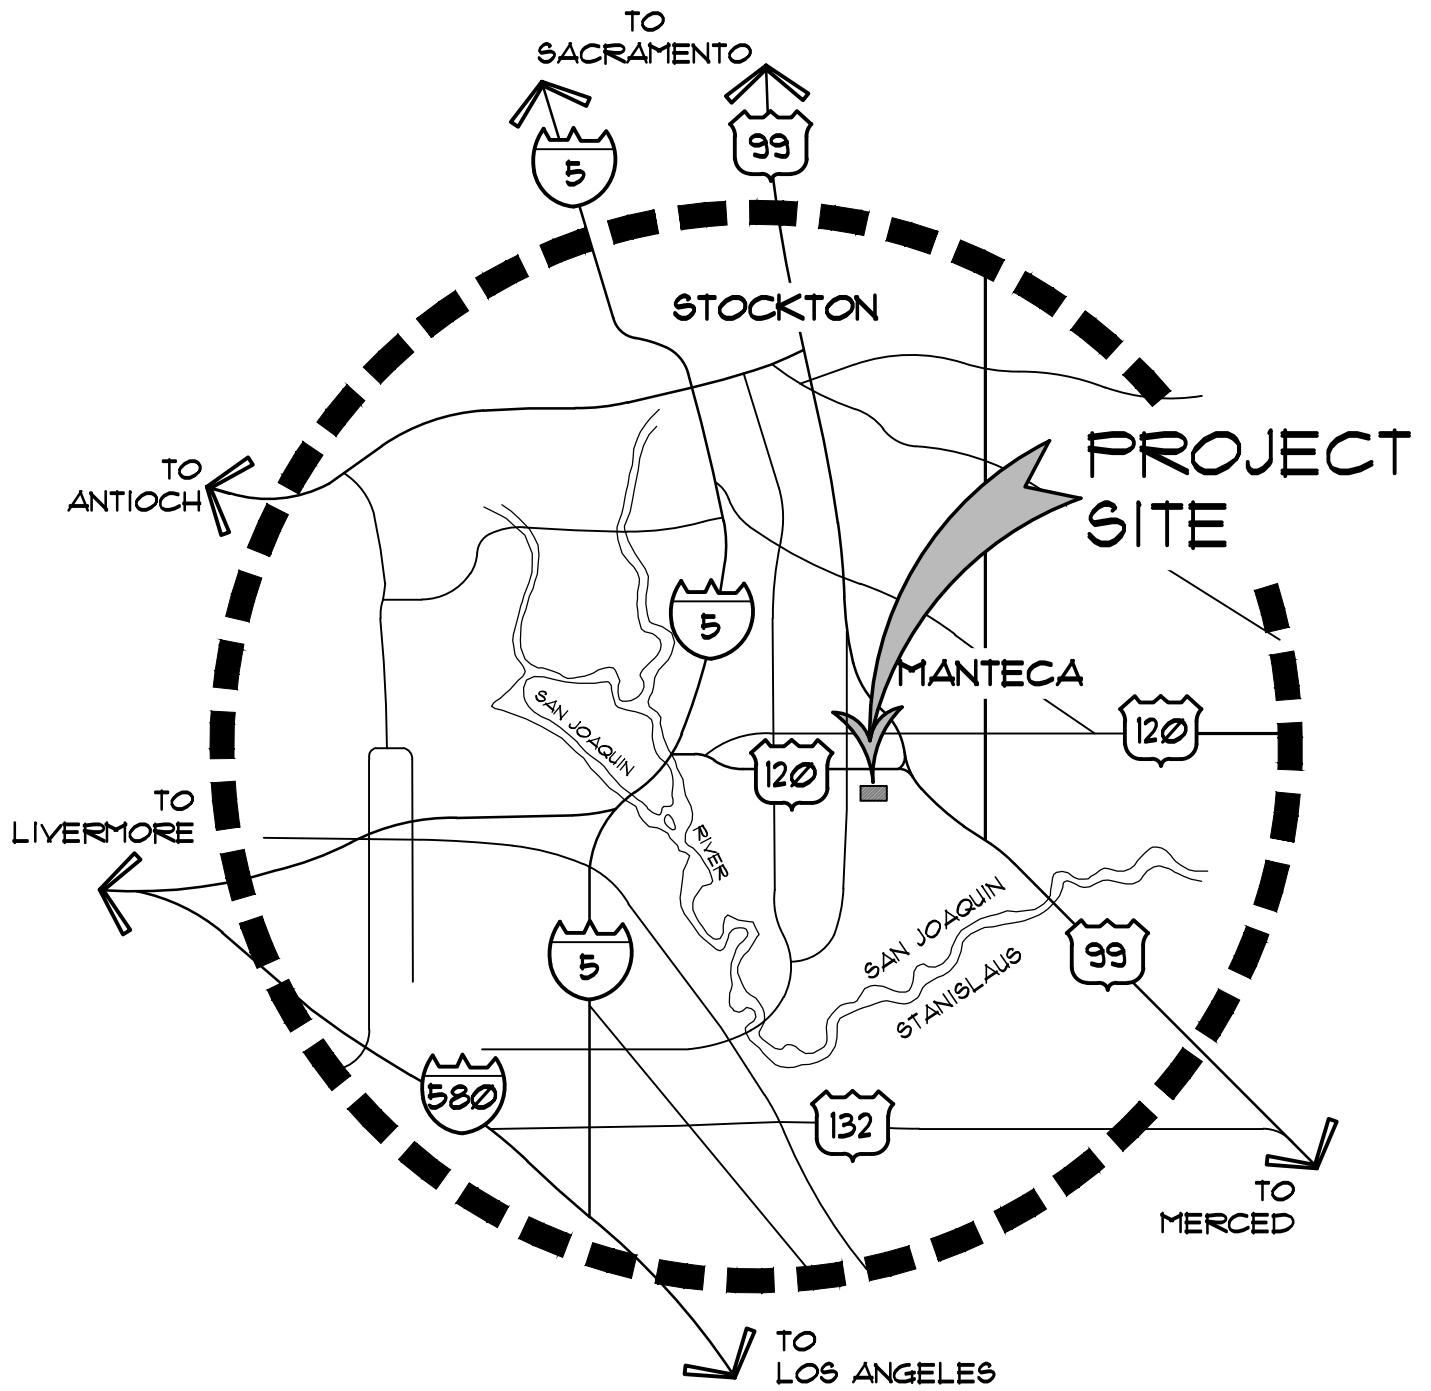 TO
SACRAMENTO
5
99
STOCKTON
PROJECT
SITE
TO
ANTIOCH
5
MANTECA
SAN JOAQUIN
RIVER
120
120
TO
LIVERMORE
SAN JOAQUIN
STANISLAUS
5
99
580
132
TO
MERCED
TO
LOS ANGELES